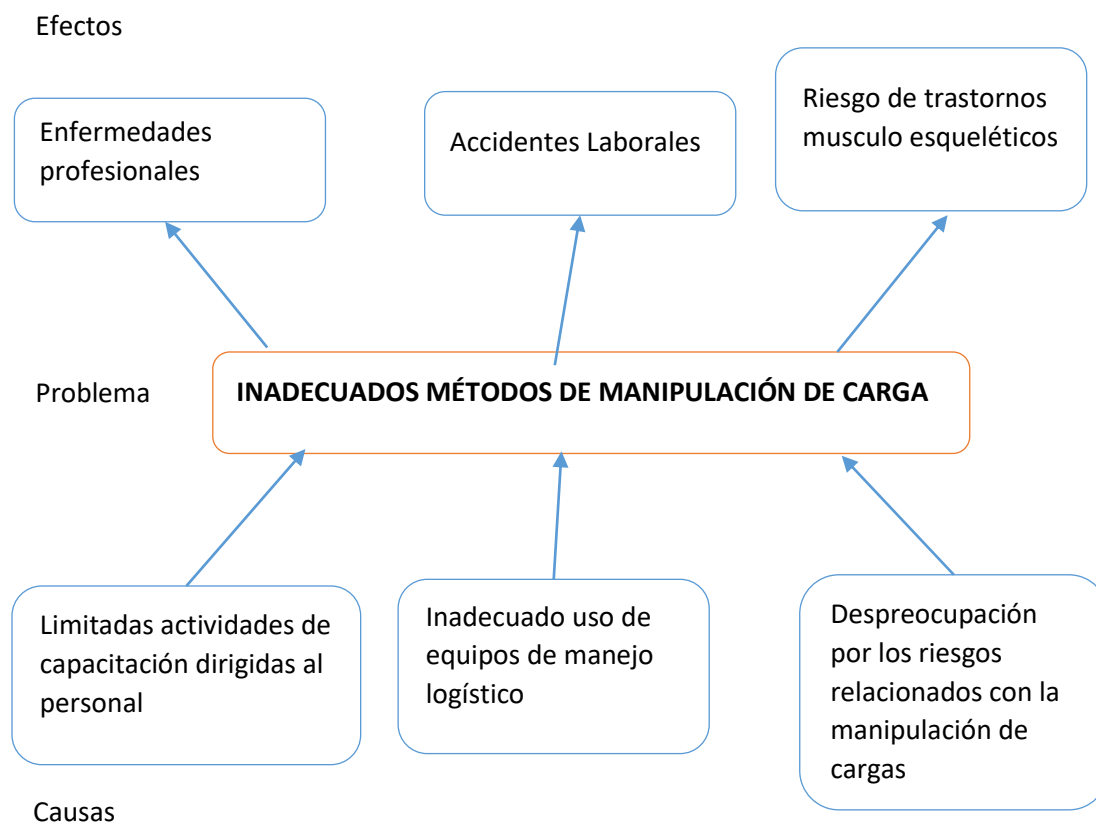 Efectos
Enfermedades
profesionales
Accidentes Laborales
Riesgo de trastornos
musculo esqueléticos
Problema
INADECUADOS MÉTODOS DE MANIPULACIÓN DE CARGA
Limitadas actividades de
capacitación dirigidas al
personal
Inadecuado uso de
equipos de manejo
logístico
Despreocupación
por los riesgos
relacionados con la
manipulación de
cargas
Causas